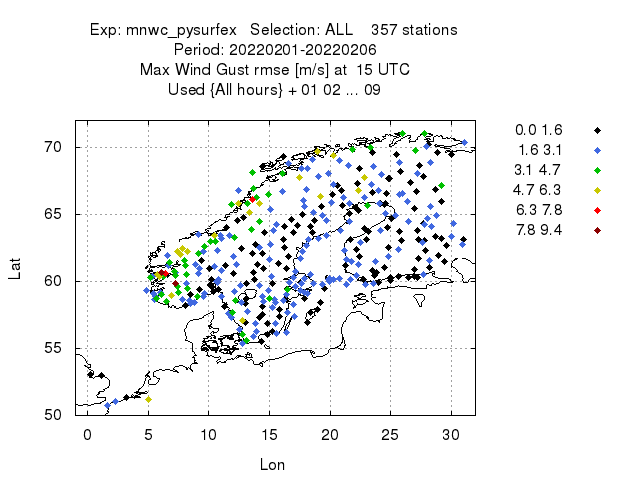 Exp: mnwc_pysurfex Selection: ALL 357 stations
Period: 20220201-20220206
Max Wind Gust rmse [m/s] at 15 UTC
Used {All hours} + 01 02 ... 09
0.0 1.6
1.6 3.1
3.1 4.7
4.7 6.3
6.3 7.8
7.8 9.4
70
65
60
55
50
Lat
0 5 10 15 20 25 30
Lon